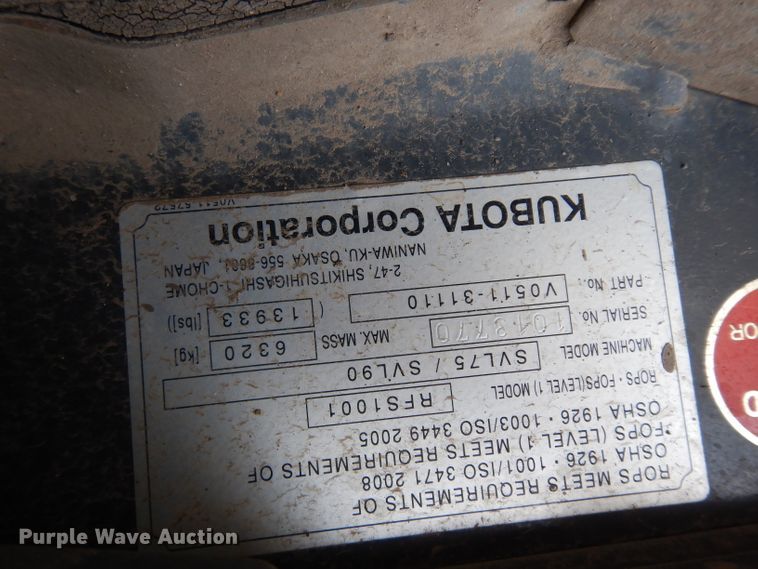 ROPS MEETS REQUIREMENTS OF
OSHA 1926・1001/ISO 3471 2008
FOPS (LEVEL 1) MEETS REQUIREMENTS OF
OSHA 1926・1003/ISO 3449 2005
ROPS・FOPS(LEVEL 1) MODEL RFS1001
MACHINE MODEL SVL75 / SVL90
SERIAL No. MAX. MASS 6320 [kg]
PART No. V0511-31110 ( 13933 [lbs])
2-47, SHIKITSUHIGASHI 1-CHOME
NANIWA-KU, OSAKA 556-8601, JAPAN
KUBOTA Corporation
V0511-57572
Purple Wave Auction